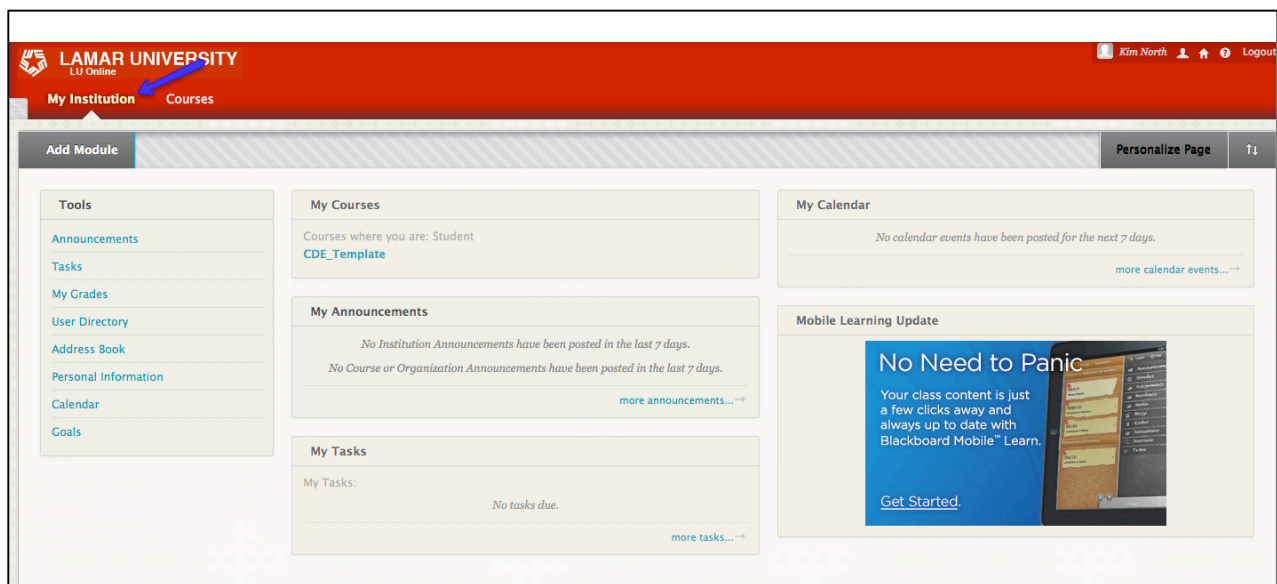 LAMAR UNIVERSITY
LU Online
Kim North
Logout
My Institution
Courses
Add Module
Personalize Page
Tools
Announcements
Tasks
My Grades
User Directory
Address Book
Personal Information
Calendar
Goals
My Courses
Courses where you are: Student
CDE_Template
My Announcements
No Institution Announcements have been posted in the last 7 days.
No Course or Organization Announcements have been posted in the last 7 days.
more announcements...→
My Tasks
My Tasks:
No tasks due.
more tasks...→
My Calendar
No calendar events have been posted for the next 7 days.
more calendar events...→
Mobile Learning Update
No Need to Panic
Your class content is just
a few clicks away and
always up to date with
Blackboard Mobile™ Learn.
Get Started.